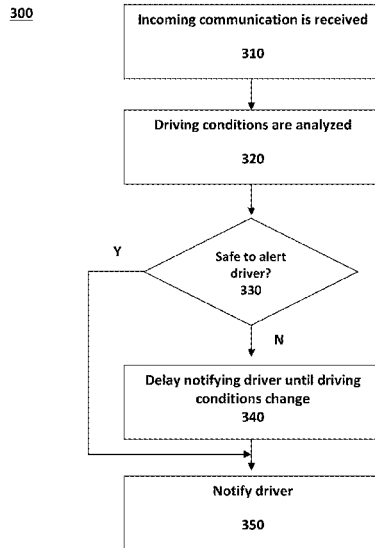 300
Incoming communication is received
310
Driving conditions are analyzed
320
Y
Safe to alert
driver?
330
N
Delay notifying driver until driving
conditions change
340
Notify driver
350